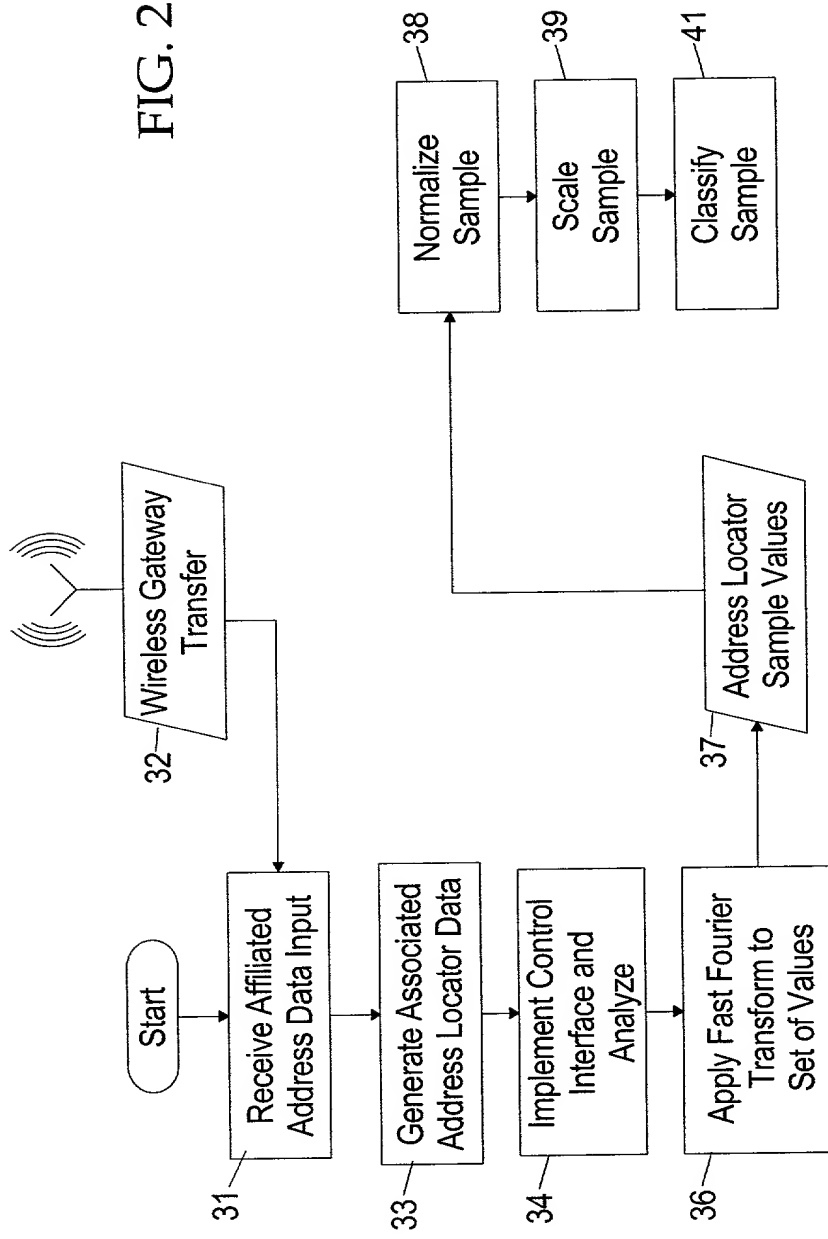 FIG. 2
Start
Wireless Gateway
Transfer
32
Receive Affiliated
Address Data Input
31
Generate Associated
Address Locator Data
33
Implement Control
Interface and
Analyze
34
Apply Fast Fourier
Transform to
Set of Values
36
Address Locator
Sample Values
37
Normalize
Sample
38
Scale
Sample
39
Classify
Sample
41